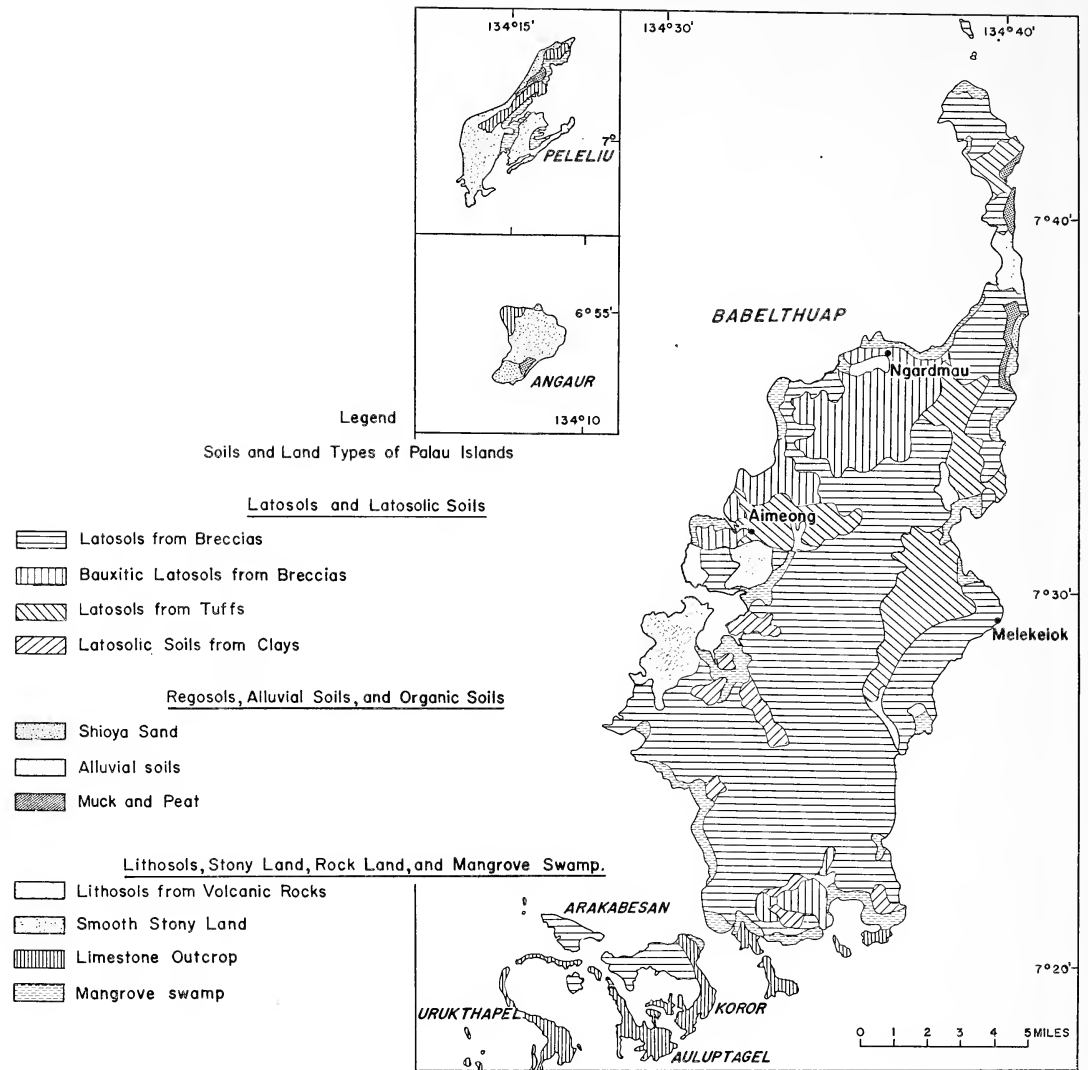 134°15'
7°
PELELIU
6°55'
ANGAUR
134°10
134°30'
134°40'
7°40'
BABELTHUAP
Ngardmau
Aimeong
7°30'
Melekeiok
7°20'
ARAKABESAN
URUKTHAPEL
KOROR
AULUPTAGEL
0 1 2 3 4 5 MILES
Legend
Soils and Land Types of Palau Islands
Latosols and Latosolic Soils
Latosols from Breccias
Bauxitic Latosols from Breccias
Latosols from Tuffs
Latosolic Soils from Clays
Regosols, Alluvial Soils, and Organic Soils
Shioya Sand
Alluvial soils
Muck and Peat
Lithosols, Stony Land, Rock Land, and Mangrove Swamp.
Lithosols from Volcanic Rocks
Smooth Stony Land
Limestone Outcrop
Mangrove swamp